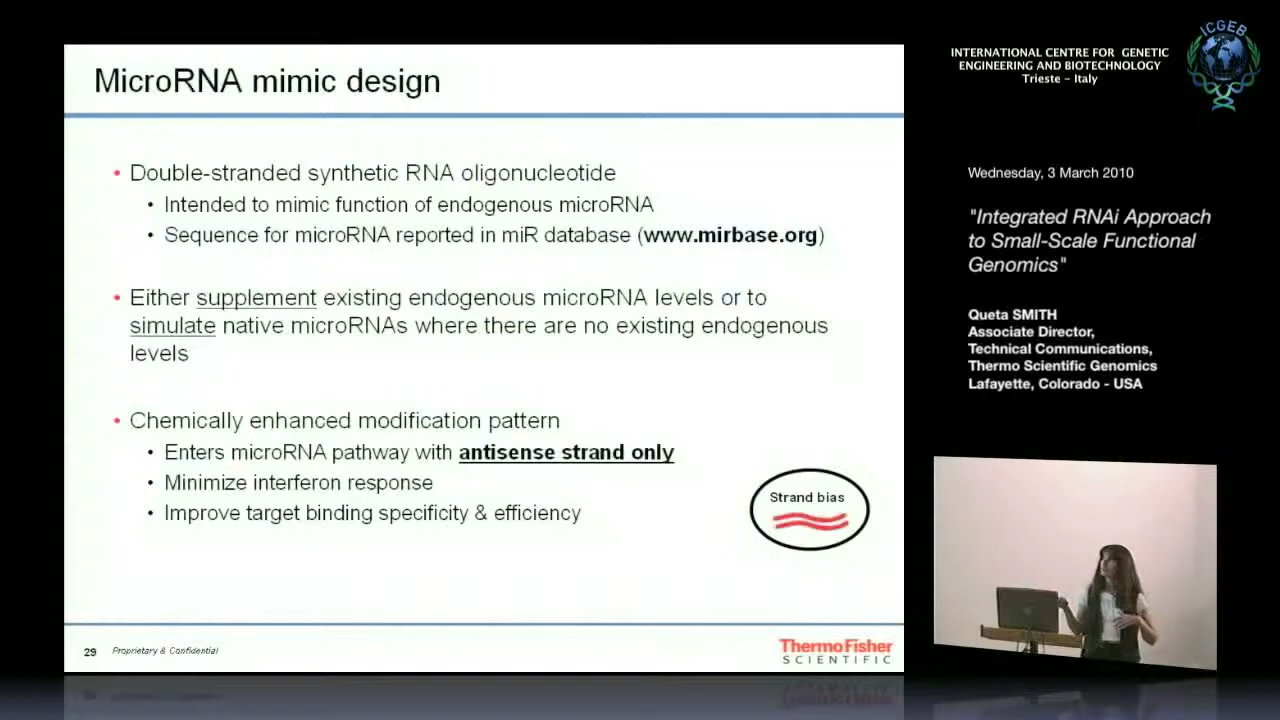 MicroRNA mimic design
• Double-stranded synthetic RNA oligonucleotide
• Intended to mimic function of endogenous microRNA
• Sequence for microRNA reported in miR database (www.mirbase.org)
• Either supplement existing endogenous microRNA levels or to
simulate native microRNAs where there are no existing endogenous
levels
• Chemically enhanced modification pattern
• Enters microRNA pathway with antisense strand only
• Minimize interferon response
• Improve target binding specificity & efficiency
Strand bias
29 Proprietary & Confidential
ThermoFisher
SCIENTIFIC
INTERNATIONAL CENTRE FOR GENETIC
ENGINEERING AND BIOTECHNOLOGY
Trieste - Italy
ICGEB
Wednesday, 3 March 2010
"Integrated RNAi Approach
to Small-Scale Functional
Genomics"
Queta SMITH
Associate Director,
Technical Communications,
Thermo Scientific Genomics
Lafayette, Colorado - USA